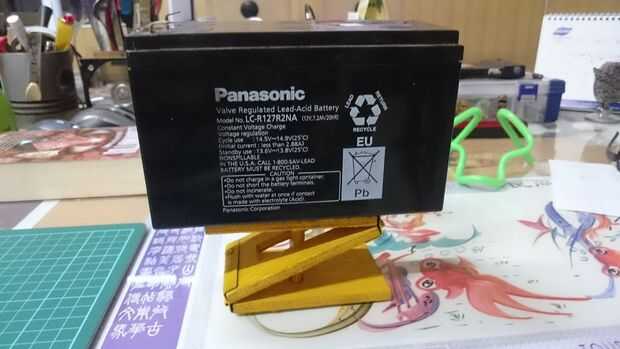 Panasonic
Valve Regulated Lead-Acid Battery
Model No. LC-R127R2NA (12V,7.2Ah/20HR)
Constant Voltage Charge
Voltage regulation
Cycle use : 14.5V~14.9V(25°C)
(Initial current : less than 2.88A)
Standby use : 13.6V~13.8V(25°C)
NONSPILLABLE
IN THE U.S.A. CALL 1-800-SAV-LEAD
BATTERY MUST BE RECYCLED.
CAUTION
•Do not charge in a gas tight container.
•Do not short the battery terminals.
•Do not incinerate.
•Flush with water at once if contact
is made with electrolyte (Acid).
Panasonic Corporation
LEAD
RETURN
RECYCLE
EU
Pb